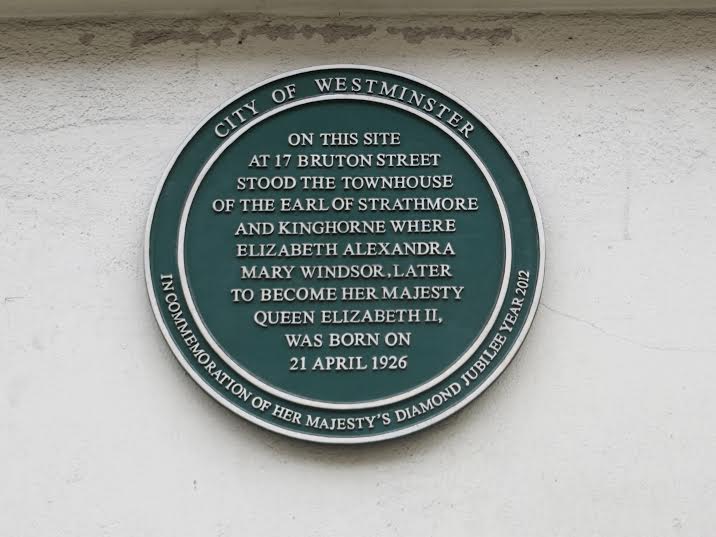 CITY OF WESTMINSTER
ON THIS SITE
AT 17 BRUTON STREET
STOOD THE TOWNHOUSE
OF THE EARL OF STRATHMORE
AND KINGHORNE WHERE
ELIZABETH ALEXANDRA
MARY WINDSOR, LATER
TO BECOME HER MAJESTY
QUEEN ELIZABETH II,
WAS BORN ON
21 APRIL 1926
IN COMMEMORATION OF HER MAJESTY'S DIAMOND JUBILEE YEAR 2012